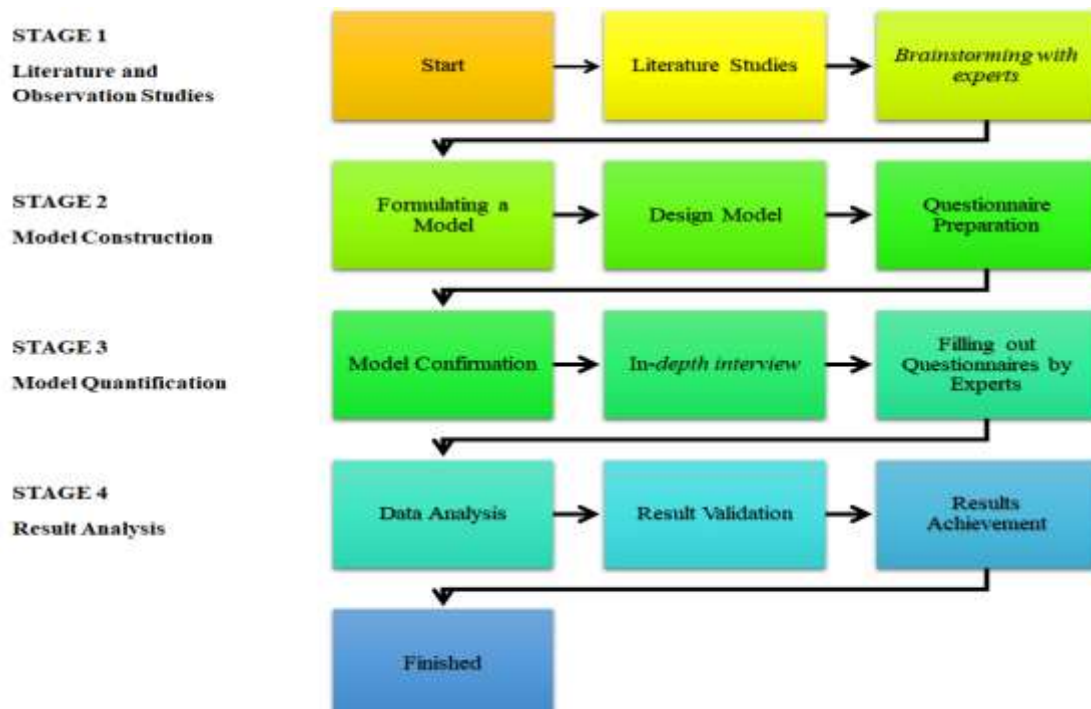 STAGE 1
Literature and
Observation Studies
Start
Literature Studies
Brainstorming with
experts
STAGE 2
Model Construction
Formulating a
Model
Design Model
Questionnaire
Preparation
STAGE 3
Model Quantification
Model Confirmation
In-depth interview
Filling out
Questionnaires by
Experts
STAGE 4
Result Analysis
Data Analysis
Result Validation
Results
Achievement
Finished